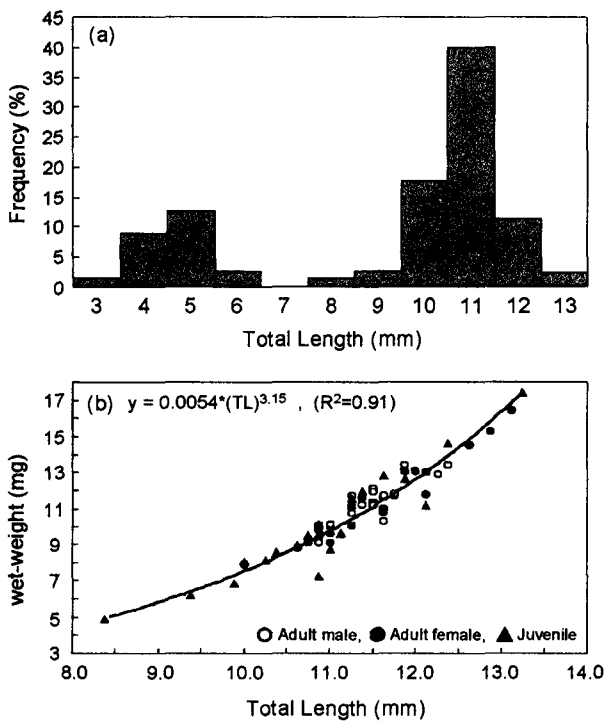 (a)
45
40
35
30
25
20
15
10
5
0
Frequency (%)
3 4 5 6 7 8 9 10 11 12 13
Total Length (mm)
(b) y = 0.0054*(TL)^3.15 , (R²=0.91)
17
15
13
11
9
7
5
3
wet-weight (mg)
Adult male, Adult female, Juvenile
8.0 9.0 10.0 11.0 12.0 13.0 14.0
Total Length (mm)